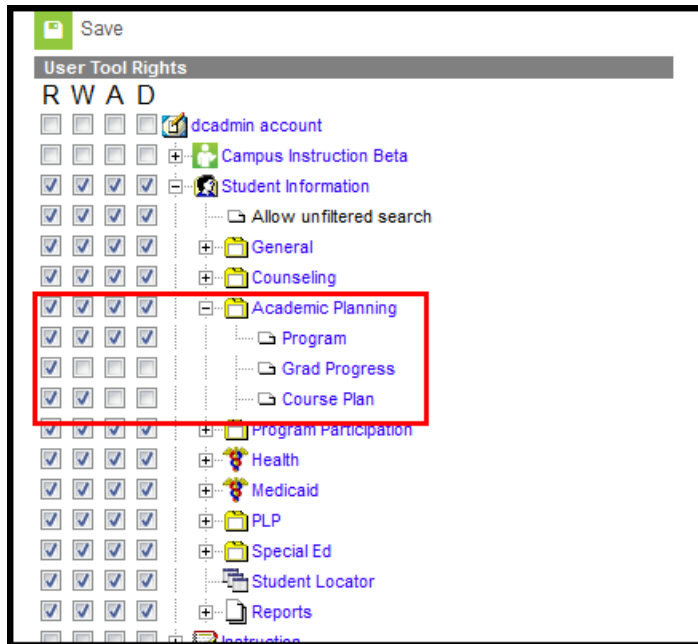 Save
User Tool Rights
R W A D
dcadmin account
Campus Instruction Beta
Student Information
Allow unfiltered search
General
Counseling
Academic Planning
Program
Grad Progress
Course Plan
Program Participation
Health
Medicaid
PLP
Special Ed
Student Locator
Reports
Instruction